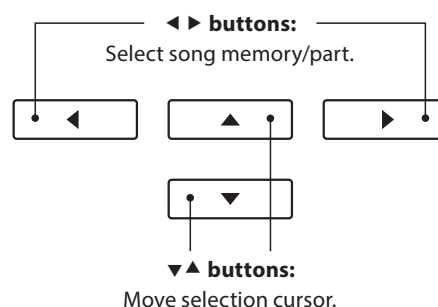 ◀ ▶ buttons:
Select song memory/part.
◀
▲
▶
▼
▼▲ buttons:
Move selection cursor.